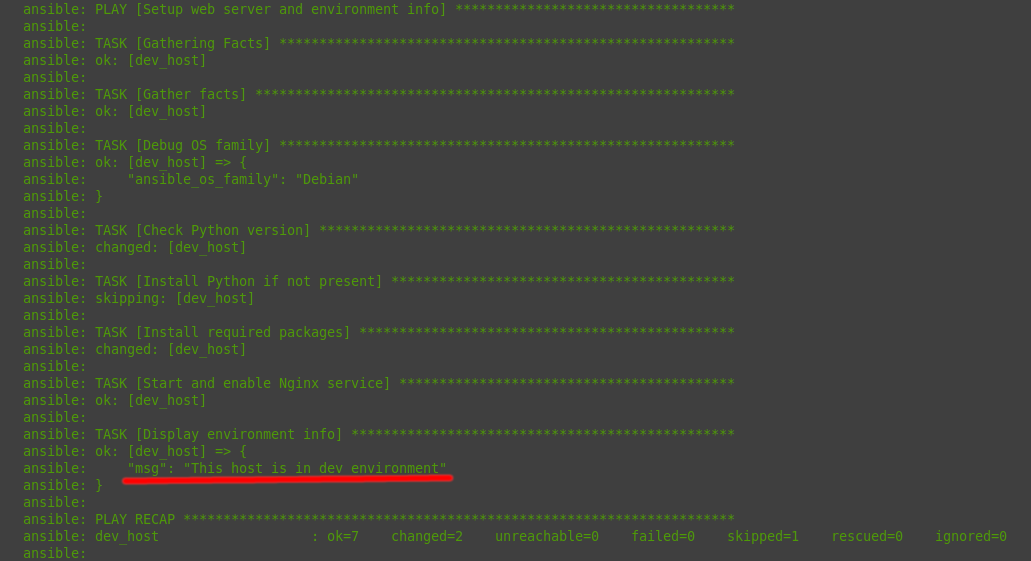 ansible: PLAY [Setup web server and environment info] ***********************************
ansible:
ansible: TASK [Gathering Facts] *********************************************************
ansible: ok: [dev_host]
ansible:
ansible: TASK [Gather facts] ************************************************************
ansible: ok: [dev_host]
ansible:
ansible: TASK [Debug OS family] *********************************************************
ansible: ok: [dev_host] => {
ansible:     "ansible_os_family": "Debian"
ansible: }
ansible:
ansible: TASK [Check Python version] ****************************************************
ansible: changed: [dev_host]
ansible:
ansible: TASK [Install Python if not present] *******************************************
ansible: skipping: [dev_host]
ansible:
ansible: TASK [Install required packages] ***********************************************
ansible: changed: [dev_host]
ansible:
ansible: TASK [Start and enable Nginx service] ******************************************
ansible: ok: [dev_host]
ansible:
ansible: TASK [Display environment info] ************************************************
ansible: ok: [dev_host] => {
ansible:     "msg": "This host is in dev environment"
ansible: }
ansible:
ansible: PLAY RECAP *********************************************************************
ansible: dev_host                   : ok=7    changed=2    unreachable=0    failed=0    skipped=1    rescued=0    ignored=0
ansible: